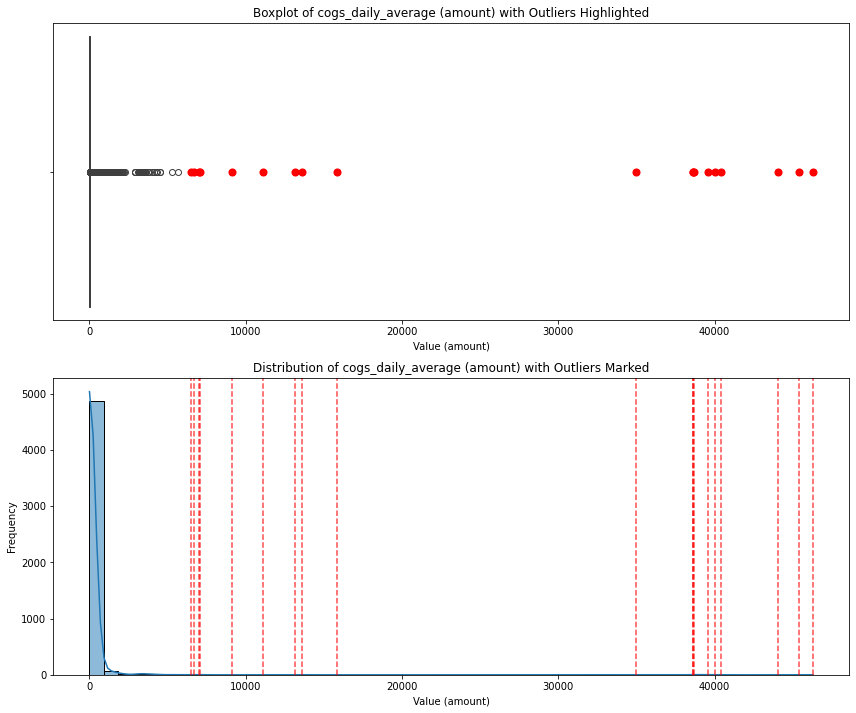 Boxplot of cogs_daily_average (amount) with Outliers Highlighted
0 10000 20000 30000 40000
Value (amount)
Distribution of cogs_daily_average (amount) with Outliers Marked
5000
4000
3000
2000
1000
0
Frequency
0 10000 20000 30000 40000
Value (amount)